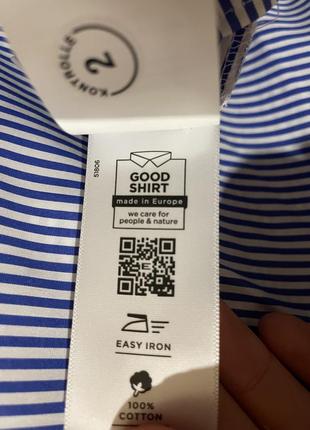 KONTROLLE
2
51806
GOOD
SHIRT
made in Europe
we care for
people & nature
EASY IRON
100%
COTTON